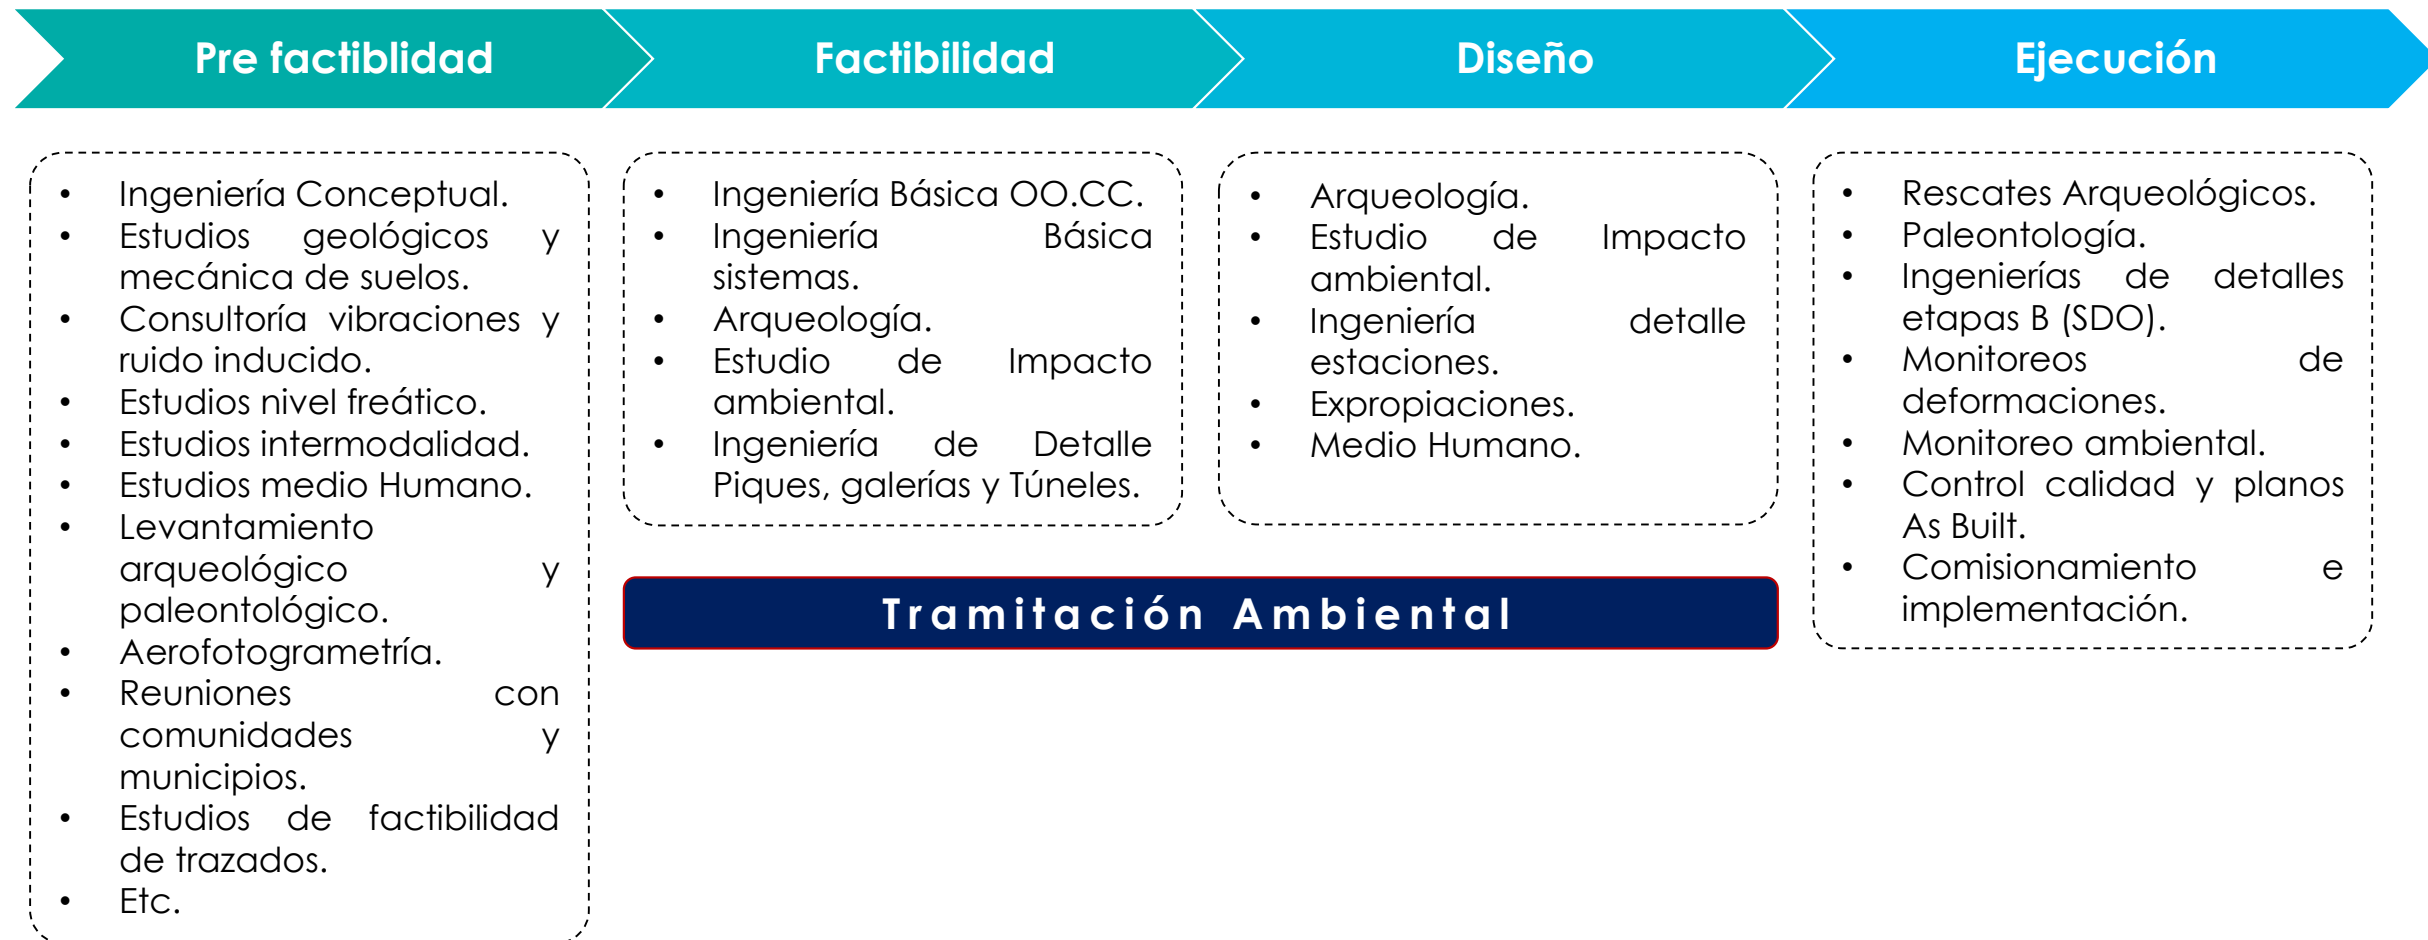 Pre factiblidad
Factibilidad
Diseño
Ejecución
• Ingeniería Conceptual.
• Estudios geológicos y
mecánica de suelos.
• Consultoría vibraciones y
ruido inducido.
• Estudios nivel freático.
• Estudios intermodalidad.
• Estudios medio Humano.
• Levantamiento
arqueológico y
paleontológico.
• Aerofotogrametría.
• Reuniones con
comunidades y
municipios.
• Estudios de factibilidad
de trazados.
• Etc.
• Ingeniería Básica OO.CC.
• Ingeniería Básica
sistemas.
• Arqueología.
• Estudio de Impacto
ambiental.
• Ingeniería de Detalle
Piques, galerías y Túneles.
• Arqueología.
• Estudio de Impacto
ambiental.
• Ingeniería detalle
estaciones.
• Expropiaciones.
• Medio Humano.
Tramitación Ambiental
• Rescates Arqueológicos.
• Paleontología.
• Ingenierías de detalles
etapas B (SDO).
• Monitoreos de
deformaciones.
• Monitoreo ambiental.
• Control calidad y planos
As Built.
• Comisionamiento e
implementación.